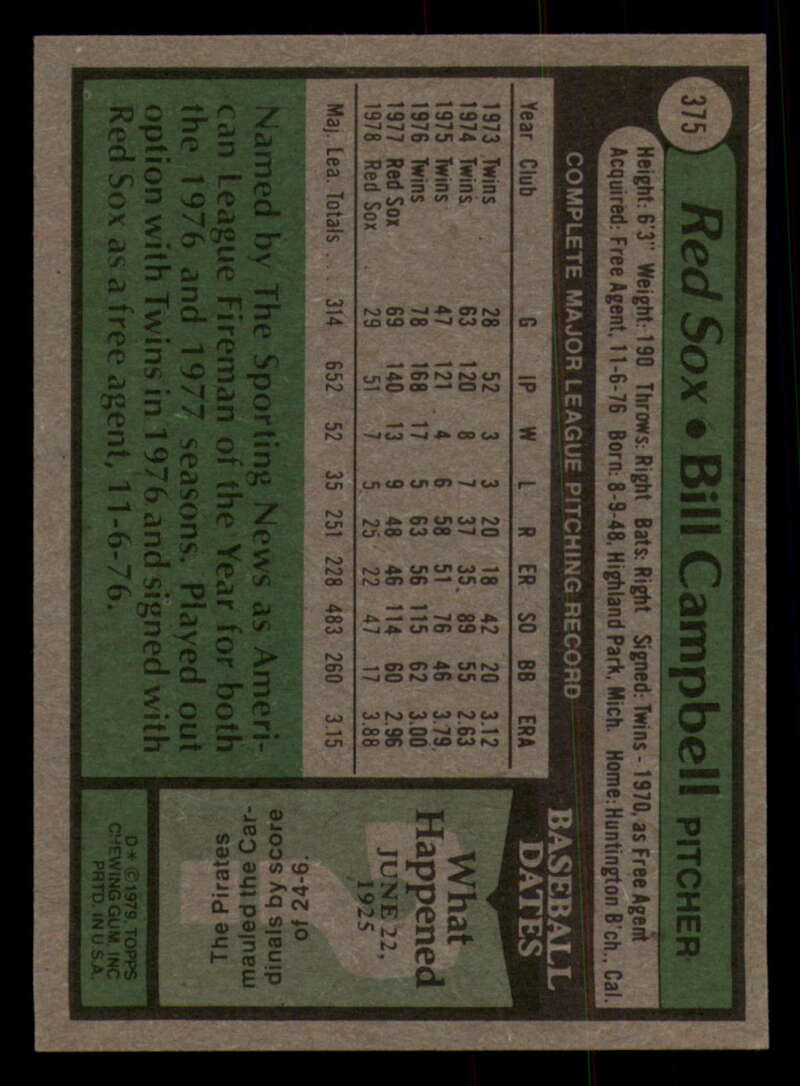 375
Red Sox • Bill Campbell PITCHER
Height: 6'3" Weight: 190 Throws: Right Bats: Right Signed: Twins - 1970, as Free Agent
Acquired: Free Agent, 11-6-76 Born: 8-9-48, Highland Park, Mich. Home: Huntington B'ch., Cal.
COMPLETE MAJOR LEAGUE PITCHING RECORD
Year Club G IP W L R ER SO BB ERA
1973 Twins 28 52 3 3 20 18 42 20 3.12
1974 Twins 63 120 8 7 37 35 89 55 2.63
1975 Twins 47 121 4 6 58 51 76 46 3.79
1976 Twins 78 168 17 5 63 56 115 62 3.00
1977 Red Sox 69 140 13 9 48 46 114 60 2.96
1978 Red Sox 29 51 7 5 25 22 47 17 3.88
Maj. Lea. Totals ... 314 652 52 35 251 228 483 260 3.15
Named by The Sporting News as Ameri-
can League Fireman of the Year for both
the 1976 and 1977 seasons. Played out
option with Twins in 1976 and signed with
Red Sox as a free agent, 11-6-76.
BASEBALL
DATES
What
Happened
JUNE 22,
1925
The Pirates
mauled the Car-
dinals by score
of 24-6.
D* © 1979, TOPPS
CHEWING GUM, INC
PRTD. IN U.S.A.